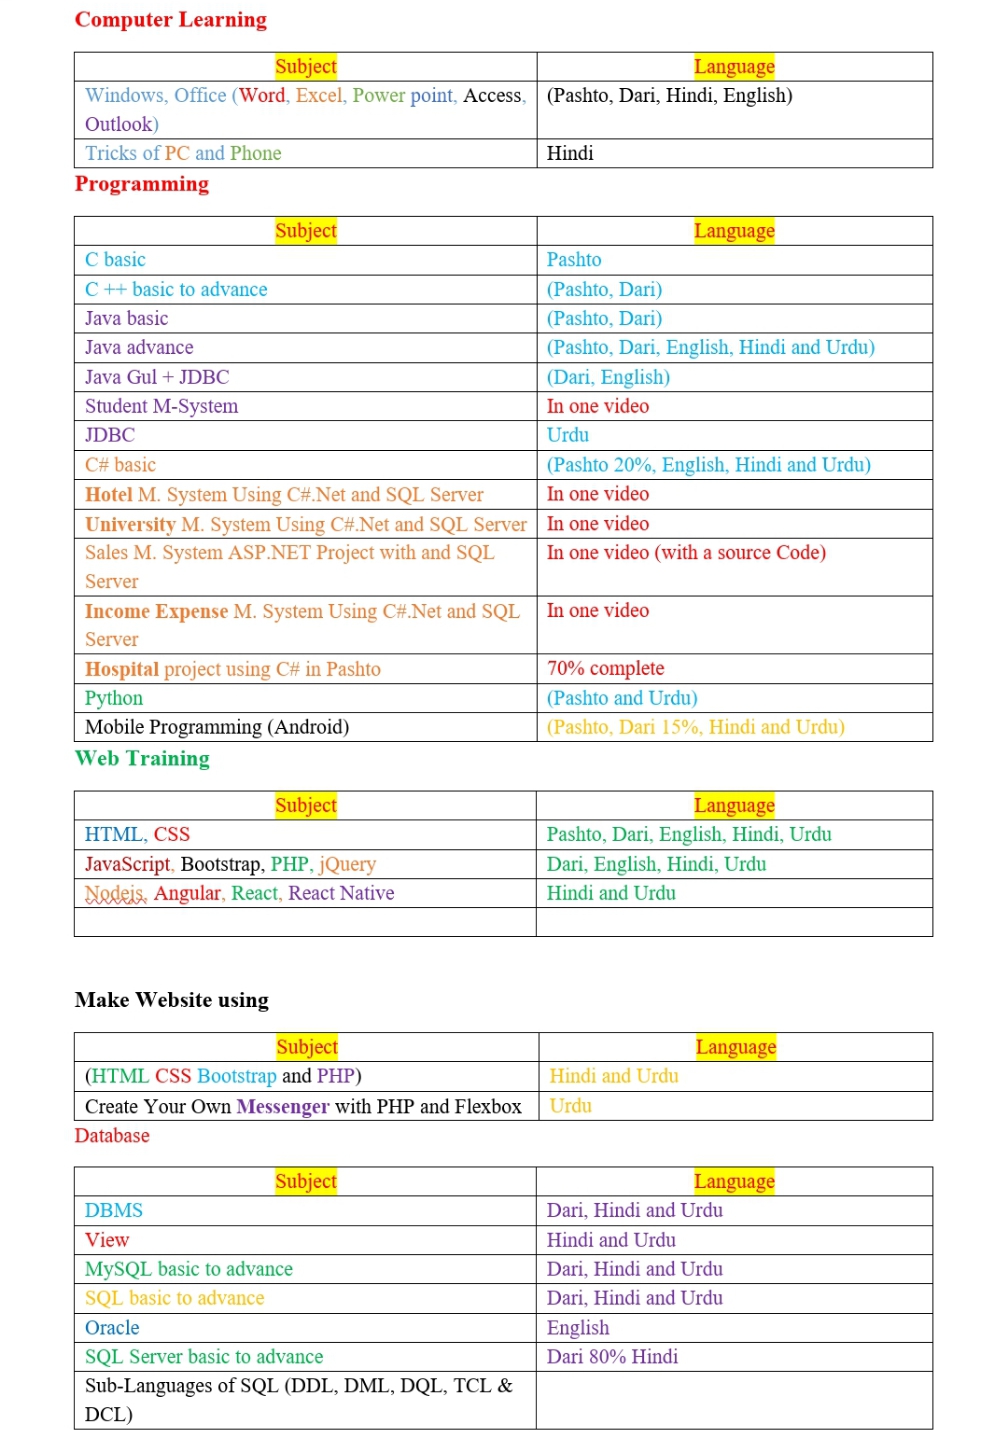 Computer Learning
Subject Language
Windows, Office (Word, Excel, Power point, Access, (Pashto, Dari, Hindi, English)
Outlook)
Tricks of PC and Phone Hindi
Programming
Subject Language
C basic Pashto
C ++ basic to advance (Pashto, Dari)
Java basic (Pashto, Dari)
Java advance (Pashto, Dari, English, Hindi and Urdu)
Java Gul + JDBC (Dari, English)
Student M-System In one video
JDBC Urdu
C# basic (Pashto 20%, English, Hindi and Urdu)
Hotel M. System Using C#.Net and SQL Server In one video
University M. System Using C#.Net and SQL Server In one video
Sales M. System ASP.NET Project with and SQL In one video (with a source Code)
Server
Income Expense M. System Using C#.Net and SQL In one video
Server
Hospital project using C# in Pashto 70% complete
Python (Pashto and Urdu)
Mobile Programming (Android) (Pashto, Dari 15%, Hindi and Urdu)
Web Training
Subject Language
HTML, CSS Pashto, Dari, English, Hindi, Urdu
JavaScript, Bootstrap, PHP, jQuery Dari, English, Hindi, Urdu
Nodejs, Angular, React, React Native Hindi and Urdu
Make Website using
Subject Language
(HTML CSS Bootstrap and PHP) Hindi and Urdu
Create Your Own Messenger with PHP and Flexbox Urdu
Database
Subject Language
DBMS Dari, Hindi and Urdu
View Hindi and Urdu
MySQL basic to advance Dari, Hindi and Urdu
SQL basic to advance Dari, Hindi and Urdu
Oracle English
SQL Server basic to advance Dari 80% Hindi
Sub-Languages of SQL (DDL, DML, DQL, TCL &
DCL)